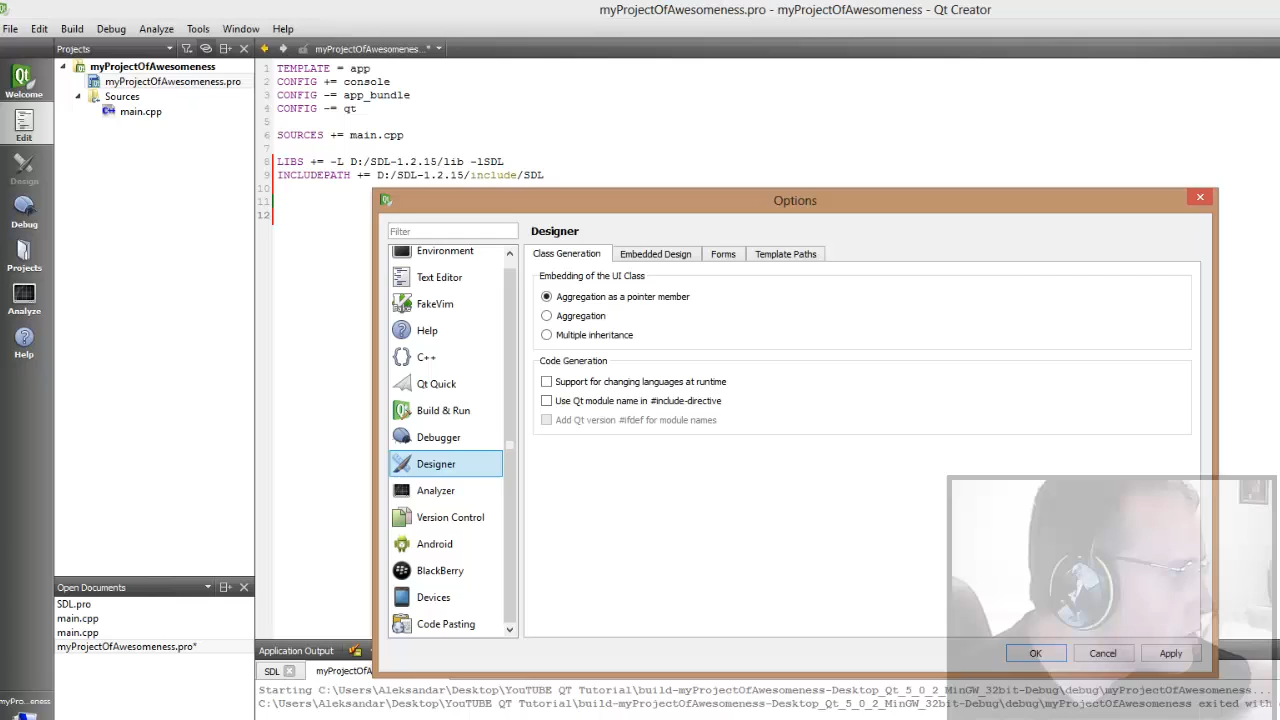 myProjectOfAwesomeness.pro - myProjectOfAwesomeness - Qt Creator
File Edit Build Debug Analyze Tools Window Help
Projects
myProjectOfAwesomenes...*
Welcome
Edit
Design
Debug
Projects
Analyze
Help
myProjectOfAwesomeness
myProjectOfAwesomeness.pro
Sources
main.cpp
1 TEMPLATE = app
2 CONFIG += console
3 CONFIG -= app_bundle
4 CONFIG -= qt
5
6 SOURCES += main.cpp
7
8 LIBS += -L D:/SDL-1.2.15/lib -lSDL
9 INCLUDEPATH += D:/SDL-1.2.15/include/SDL
10
11
12
Options
Filter
Environment
Text Editor
FakeVim
Help
C++
Qt Quick
Build & Run
Debugger
Designer
Analyzer
Version Control
Android
BlackBerry
Devices
Code Pasting
Designer
Class Generation Embedded Design Forms Template Paths
Embedding of the UI Class
Aggregation as a pointer member
Aggregation
Multiple inheritance
Code Generation
Support for changing languages at runtime
Use Qt module name in #include-directive
Add Qt version #ifdef for module names
OK Cancel Apply
Open Documents
SDL.pro
main.cpp
main.cpp
myProjectOfAwesomeness.pro*
Application Output
SDL myProjectOfA
Starting C:\Users\Aleksandar\Desktop\YouTUBE QT Tutorial\build-myProjectOfAwesomeness-Desktop_Qt_5_0_2_MinGW_32bit-Debug\debug\myProjectOfAwesomeness...
C:\Users\Aleksandar\Desktop\YouTUBE QT Tutorial\build-myProjectOfAwesomeness-Desktop_Qt_5_0_2_MinGW_32bit-Debug\debug\myProjectOfAwesomeness exited with
myPro...ness